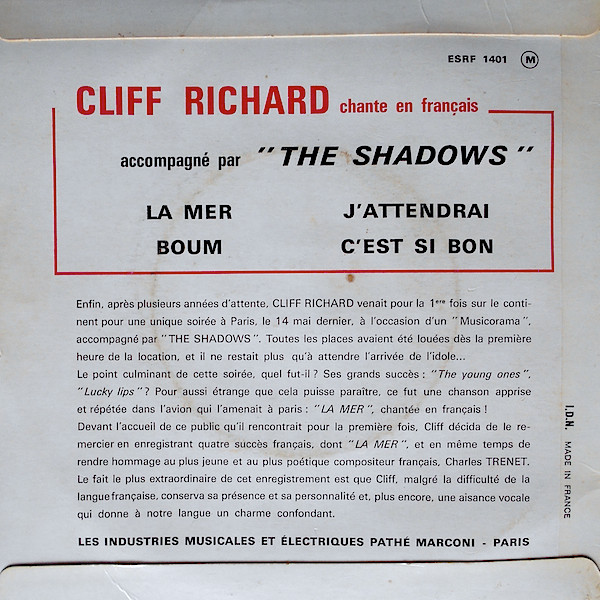 ESRF 1401 M
CLIFF RICHARD chante en français
accompagné par "THE SHADOWS"
LA MER J'ATTENDRAI
BOUM C'EST SI BON
Enfin, après plusieurs années d'attente, CLIFF RICHARD venait pour la 1ère fois sur le conti-
nent pour une unique soirée à Paris, le 14 mai dernier, à l'occasion d'un "Musicorama",
accompagné par "THE SHADOWS". Toutes les places avaient été louées dès la première
heure de la location, et il ne restait plus qu'à attendre l'arrivée de l'idole...
Le point culminant de cette soirée, quel fut-il ? Ses grands succès : "The young ones",
"Lucky lips" ? Pour aussi étrange que cela puisse paraître, ce fut une chanson apprise
et répétée dans l'avion qui l'amenait à paris : "LA MER", chantée en français !
Devant l'accueil de ce public qu'il rencontrait pour la première fois, Cliff décida de le re-
mercier en enregistrant quatre succès français, dont "LA MER", et en même temps de
rendre hommage au plus jeune et au plus poétique compositeur français, Charles TRENET.
Le fait le plus extraordinaire de cet enregistrement est que Cliff, malgré la difficulté de la
langue française, conserva sa présence et sa personnalité et, plus encore, une aisance vocale
qui donne à notre langue un charme confondant.
LES INDUSTRIES MUSICALES ET ÉLECTRIQUES PATHÉ MARCONI - PARIS
I.D.N. MADE IN FRANCE